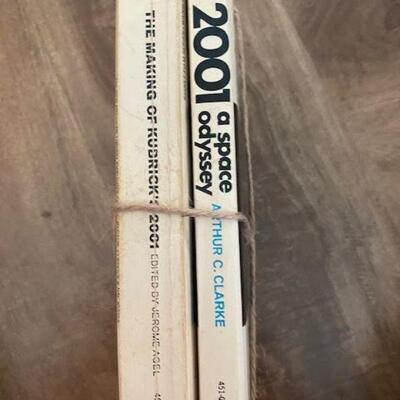 THE MAKING OF KUBRICK'S 2001 EDITED BY JEROME AGEL
2001
a space
odyssey
ARTHUR C. CLARKE